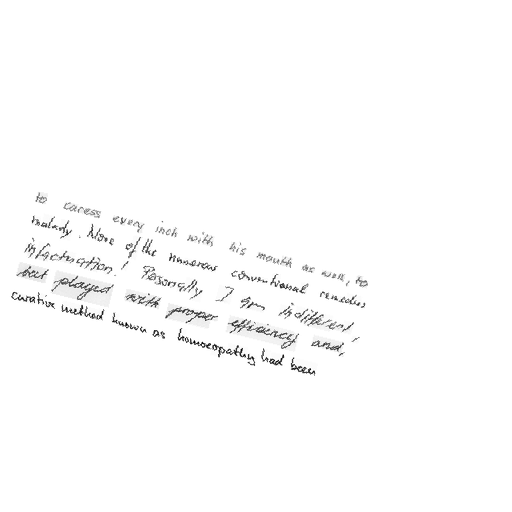 to caress every inch with his mouth as well, to
malady. None of the numerous conventional remedies
infactuation.! Personally I am indifferent'
but played with proper efficiency and,
curative method known as homoeopathy had been